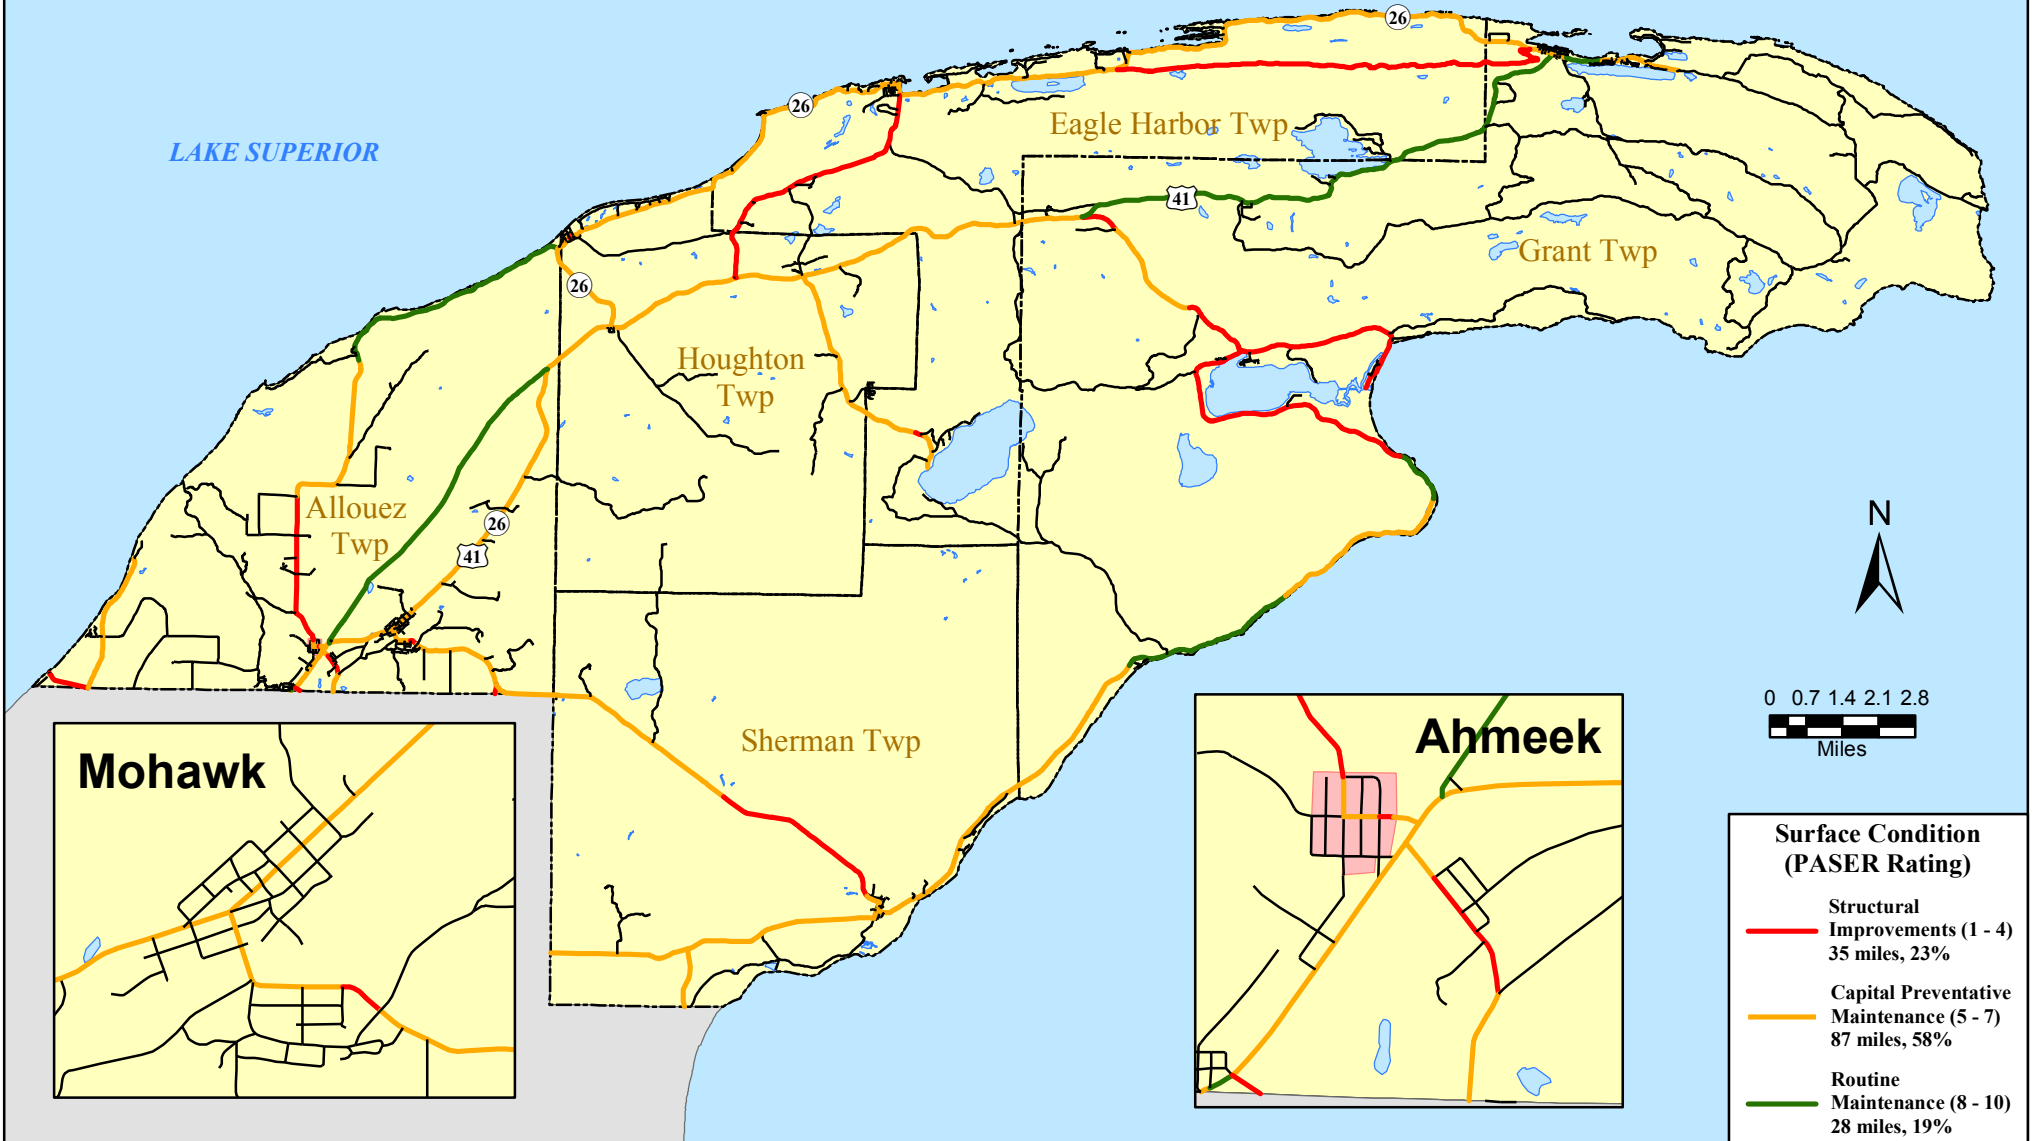 26
26
LAKE SUPERIOR
Eagle Harbor Twp
41
Grant Twp
26
Houghton
Twp
Allouez
Twp
26
41
N
0 0.7 1.4 2.1 2.8
Miles
Sherman Twp
Mohawk
Ahmeek
Surface Condition
(PASER Rating)
Structural
Improvements (1 - 4)
35 miles, 23%
Capital Preventative
Maintenance (5 - 7)
87 miles, 58%
Routine
Maintenance (8 - 10)
28 miles, 19%